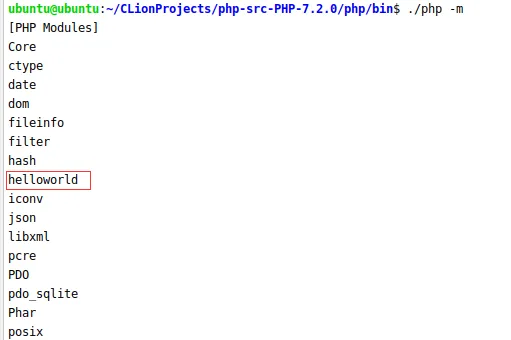 ubuntu@ubuntu:~/CLionProjects/php-src-PHP-7.2.0/php/bin$ ./php -m
[PHP Modules]
Core
ctype
date
dom
fileinfo
filter
hash
helloworld
iconv
json
libxml
pcre
PDO
pdo_sqlite
Phar
posix